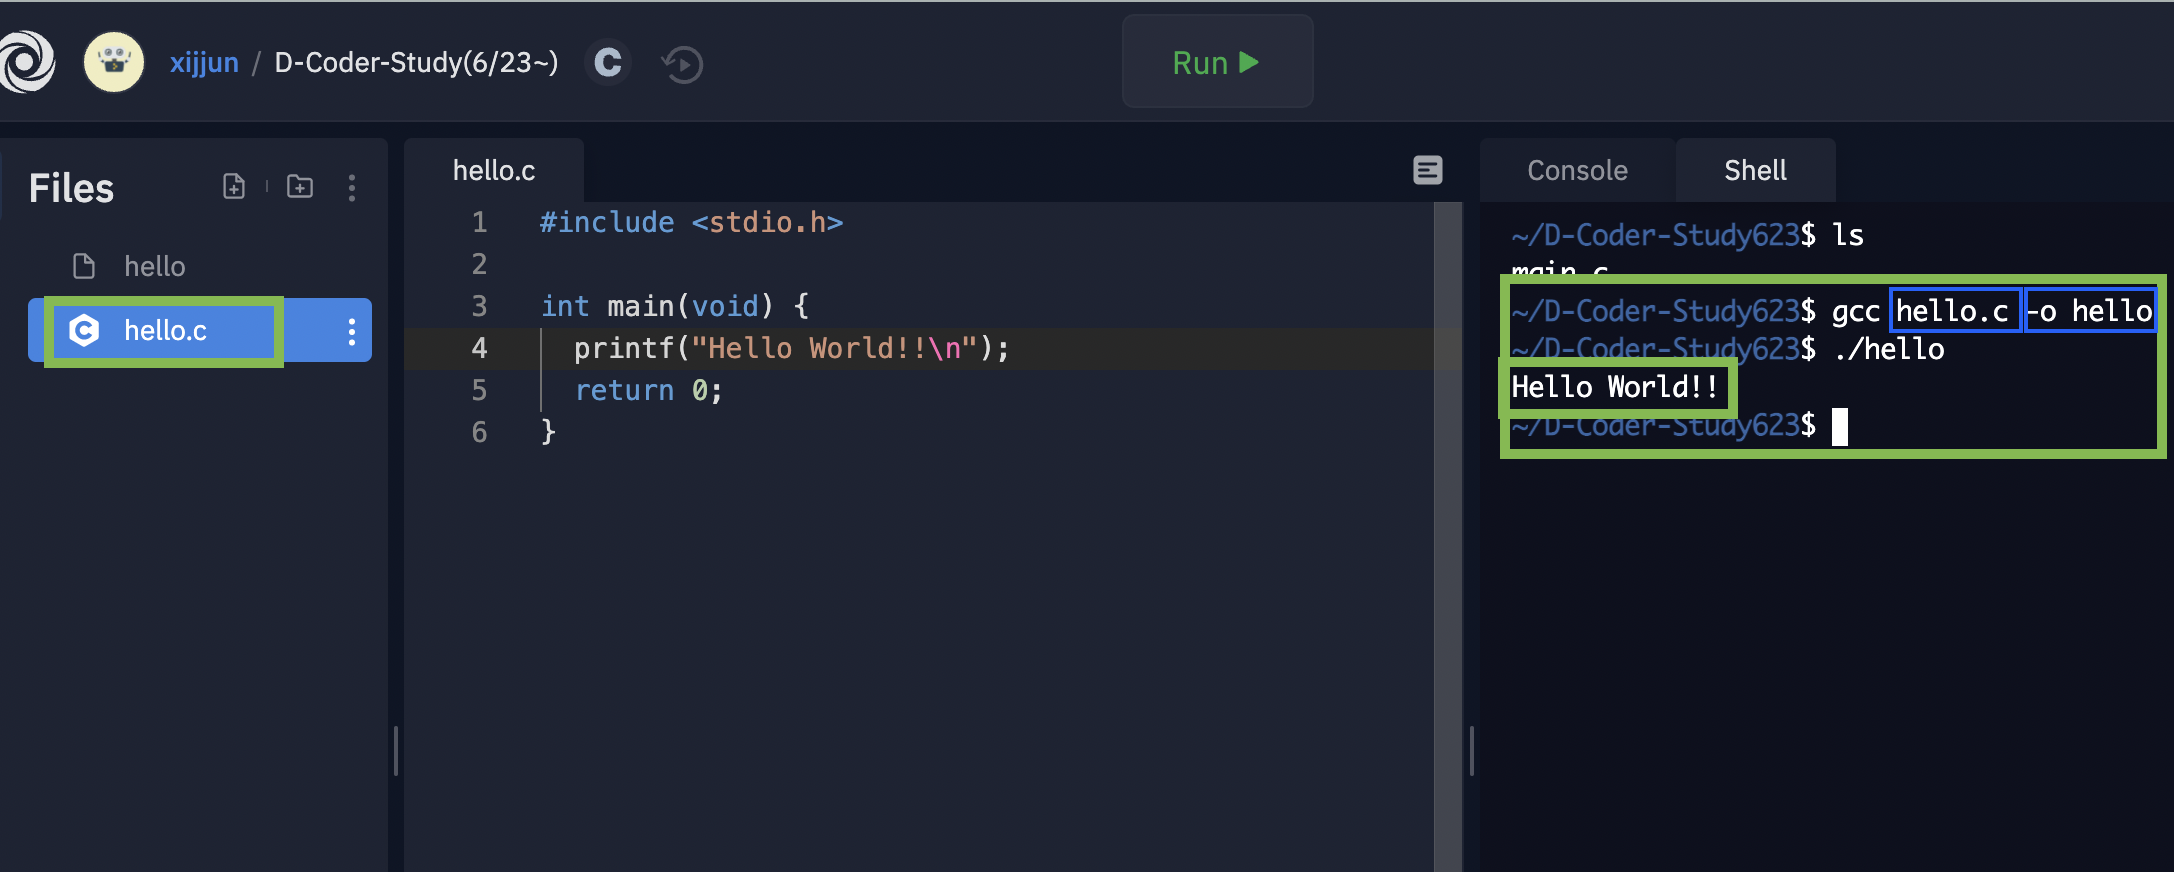 xijjun / D-Coder-Study(6/23~) C
Run
Files
hello
hello.c
hello.c
1 #include <stdio.h>
2
3 int main(void) {
4 printf("Hello World!!\n");
5 return 0;
6 }
Console Shell
~/D-Coder-Study623$ ls
main.c
~/D-Coder-Study623$ gcc hello.c -o hello
~/D-Coder-Study623$ ./hello
Hello World!!
~/D-Coder-Study623$